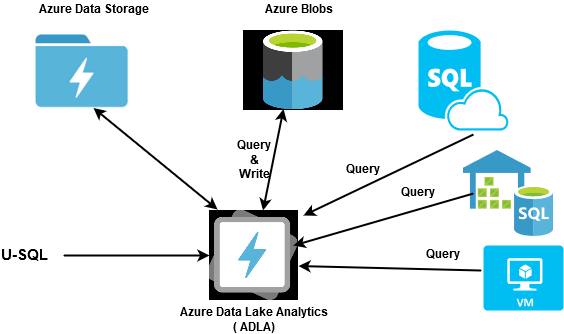 Azure Data Storage
Azure Blobs
SQL
Query
&
Write
Query
Query
SQL
U-SQL
Query
VM
Azure Data Lake Analytics
( ADLA)